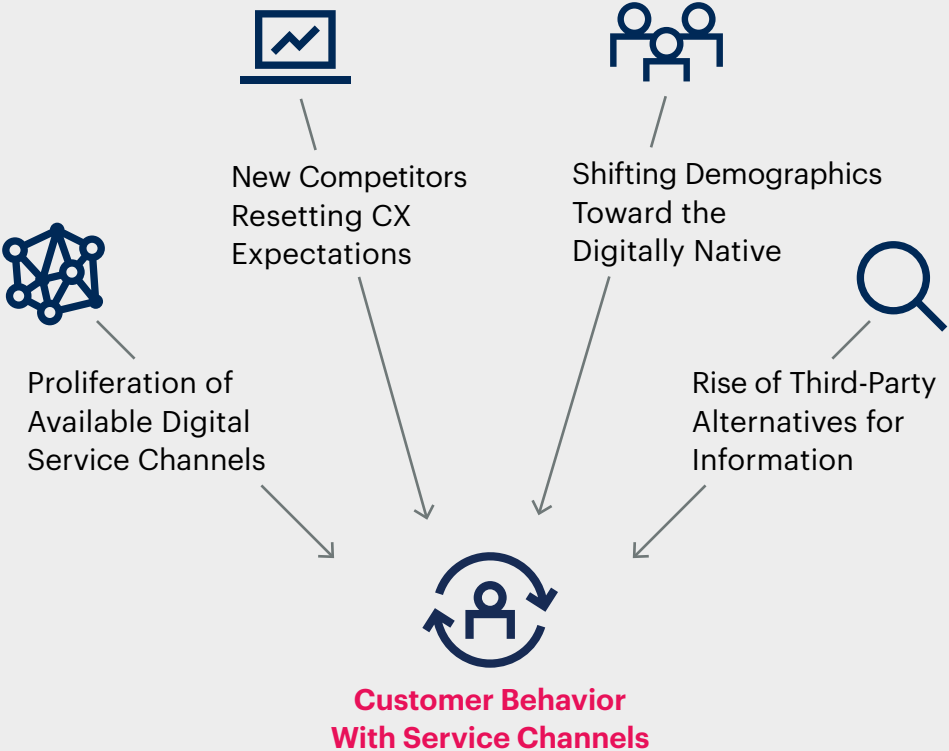 New Competitors
Resetting CX
Expectations
Shifting Demographics
Toward the
Digitally Native
Proliferation of
Available Digital
Service Channels
Rise of Third-Party
Alternatives for
Information
Customer Behavior
With Service Channels